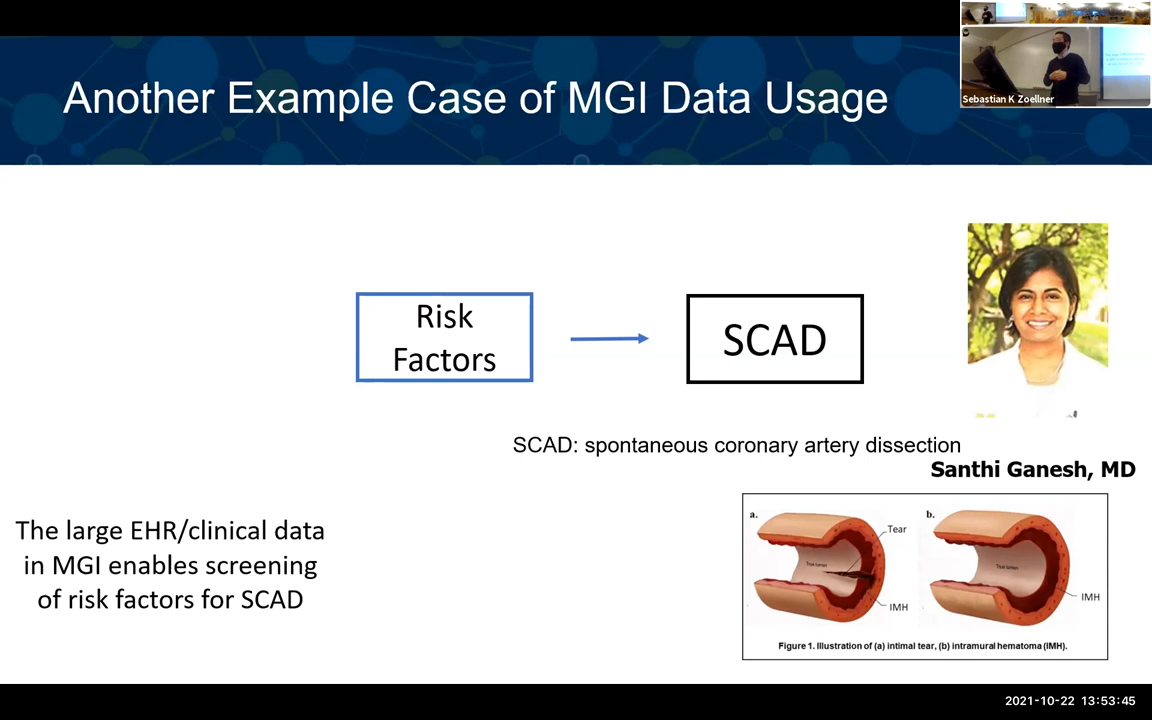 Another Example Case of MGI Data Usage
Sebastian K Zoellner
Risk
Factors
SCAD
SCAD: spontaneous coronary artery dissection
Santhi Ganesh, MD
The large EHR/clinical data
in MGI enables screening
of risk factors for SCAD
a.
Tear
True lumen
IMH
b.
True lumen
IMH
Figure 1. Illustration of (a) intimal tear, (b) intramural hematoma (IMH).
2021-10-22 13:53:45